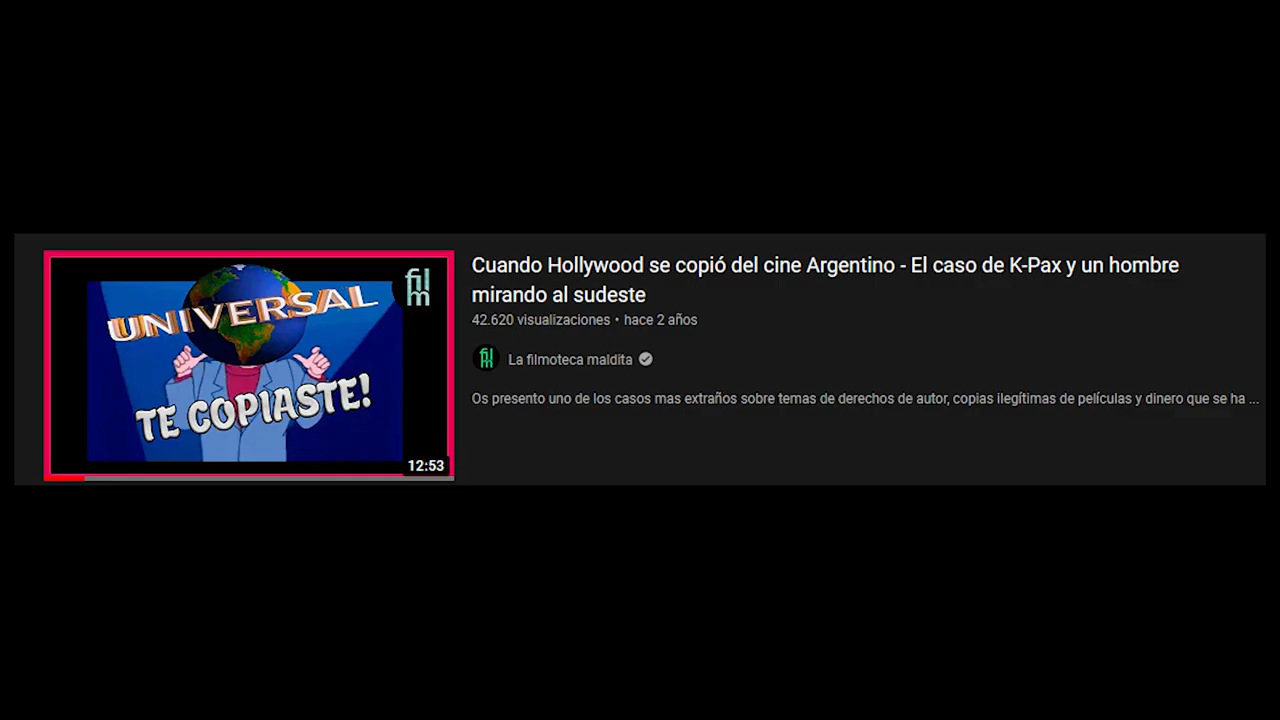 UNIVERSAL
film
TE COPIASTE!
12:53
Cuando Hollywood se copió del cine Argentino - El caso de K-Pax y un hombre
mirando al sudeste
42.620 visualizaciones • hace 2 años
film
La filmoteca maldita
Os presento uno de los casos mas extraños sobre temas de derechos de autor, copias ilegítimas de películas y dinero que se ha ...